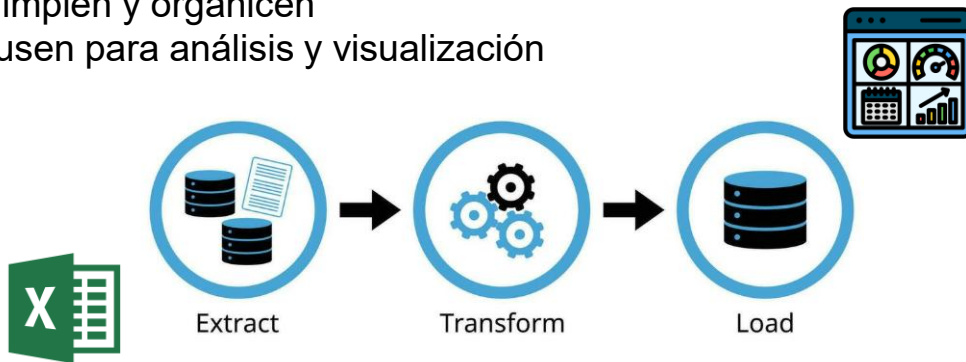 limpien y organicen
usen para análisis y visualización
X
Extract
Transform
Load